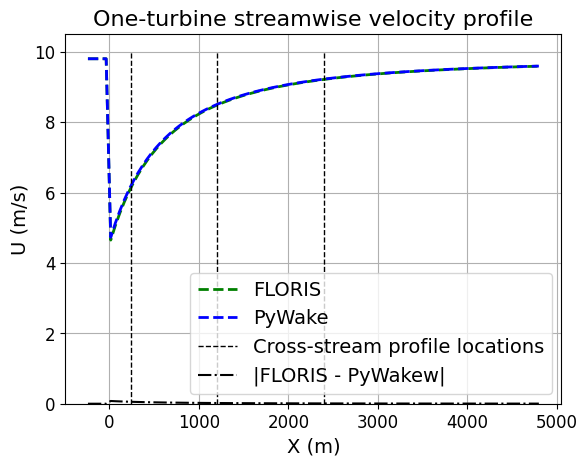 One-turbine streamwise velocity profile
U (m/s)
10
8
6
4
2
0
FLORIS
PyWake
Cross-stream profile locations
|FLORIS - PyWakew|
0 1000 2000 3000 4000 5000
X (m)